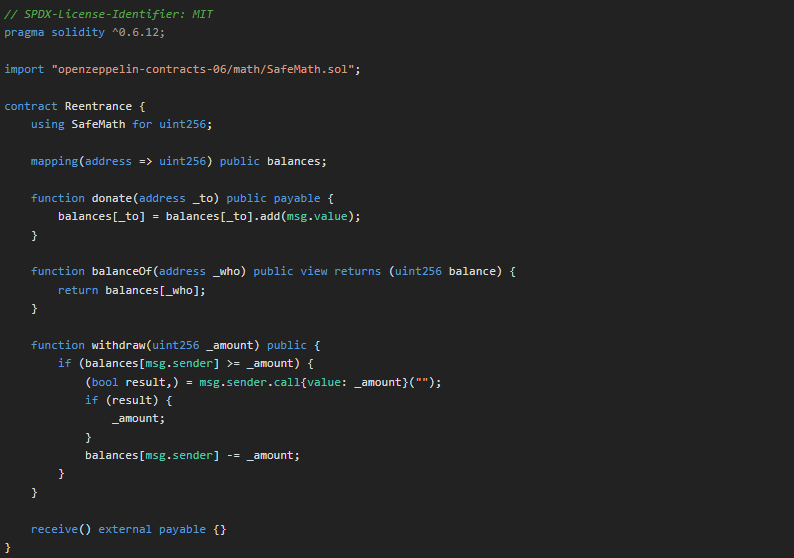 // SPDX-License-Identifier: MIT
pragma solidity ^0.6.12;

import "openzeppelin-contracts-06/math/SafeMath.sol";

contract Reentrance {
    using SafeMath for uint256;

    mapping(address => uint256) public balances;

    function donate(address _to) public payable {
        balances[_to] = balances[_to].add(msg.value);
    }

    function balanceOf(address _who) public view returns (uint256 balance) {
        return balances[_who];
    }

    function withdraw(uint256 _amount) public {
        if (balances[msg.sender] >= _amount) {
            (bool result,) = msg.sender.call{value: _amount}("");
            if (result) {
                _amount;
            }
            balances[msg.sender] -= _amount;
        }
    }

    receive() external payable {}
}